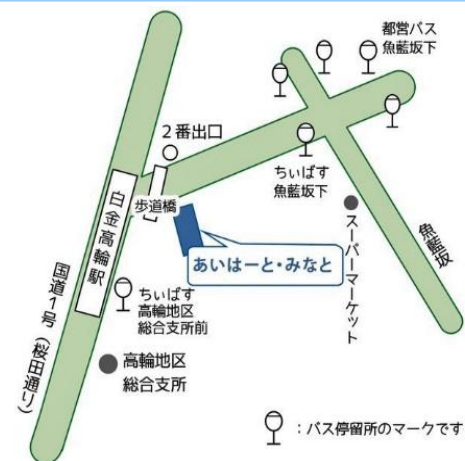 都営バス
魚藍坂下
２番出口
ちぃばす
魚藍坂下
歩道橋
白金高輪駅
あいはーと・みなと
スーパーマーケット
魚藍坂
国道１号（桜田通り）
ちぃばす
高輪地区
総合支所前
高輪地区
総合支所
：バス停留所のマークです